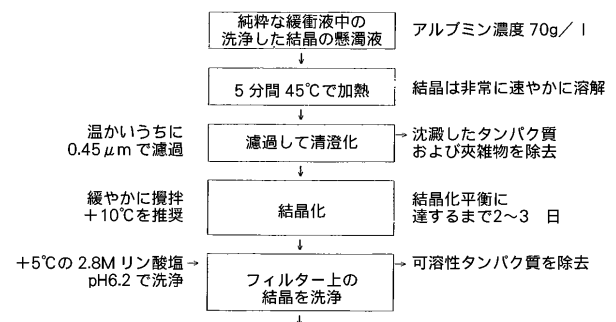 純粋な緩衝液中の
洗浄した結晶の懸濁液
アルブミン濃度 70g／l
5 分間 45℃で加熱
結晶は非常に速やかに溶解
温かいうちに
0.45μm で濾過
濾過して清澄化
沈澱したタンパク質
および夾雑物を除去
緩やかに攪拌
＋10℃を推奨
結晶化
結晶化平衡に
達するまで2〜3 日
＋5℃の 2.8M リン酸塩
pH6.2 で洗浄
フィルター上の
結晶を洗浄
可溶性タンパク質を除去